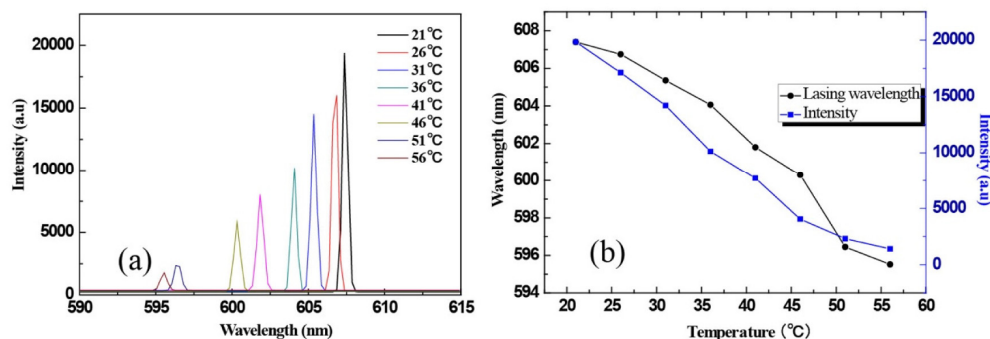 20000
15000
10000
5000
0
Intensity (a.u)
21℃
26℃
31℃
36℃
41℃
46℃
51℃
56℃
(a)
590 595 600 605 610 615
Wavelength (nm)
608
606
604
602
600
598
596
594
Wavelength (nm)
Lasing wavelength
Intensity
(b)
20 25 30 35 40 45 50 55 60
Temperature (℃)
20000
15000
10000
5000
0
Intensity (a.u)